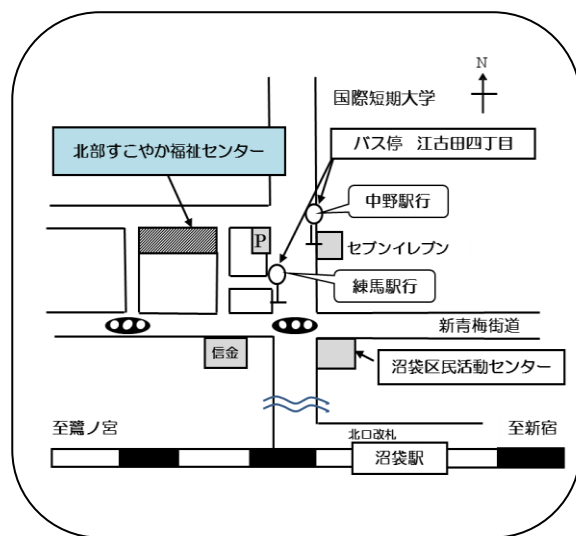 N
国際短期大学
北部すこやか福祉センター
バス停　江古田四丁目
中野駅行
P
セブンイレブン
練馬駅行
新青梅街道
信金
沼袋区民活動センター
至鷺ノ宮
北口改札
至新宿
沼袋駅